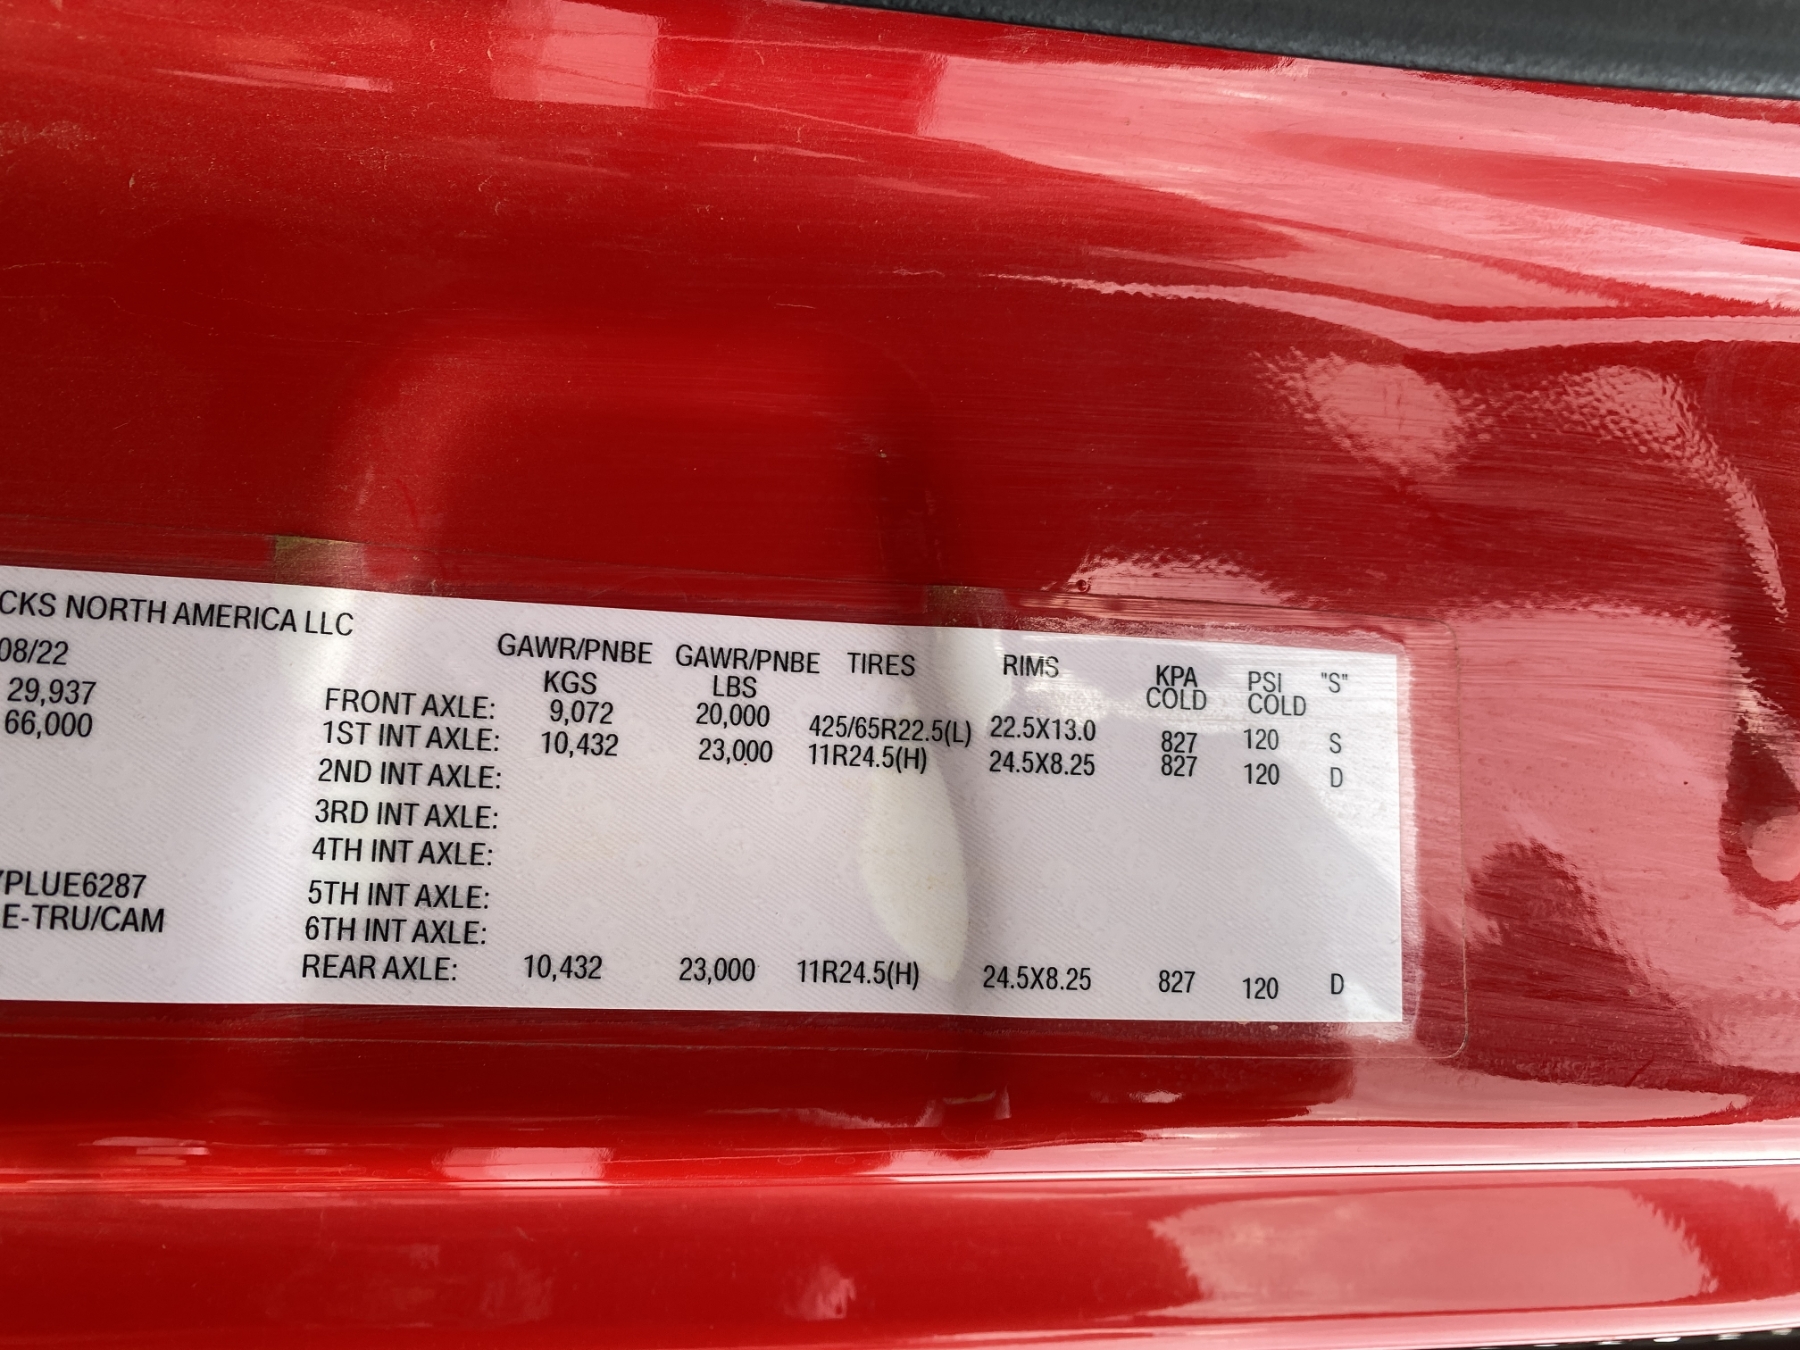 CKS NORTH AMERICA LLC
08/22
29,937
66,000
YPLUE6287
E-TRU/CAM
GAWR/PNBE KGS GAWR/PNBE LBS TIRES RIMS KPA COLD PSI COLD "S"
FRONT AXLE: 9,072 20,000 425/65R22.5(L) 22.5X13.0 827 120 S
1ST INT AXLE: 10,432 23,000 11R24.5(H) 24.5X8.25 827 120 D
2ND INT AXLE:
3RD INT AXLE:
4TH INT AXLE:
5TH INT AXLE:
6TH INT AXLE:
REAR AXLE: 10,432 23,000 11R24.5(H) 24.5X8.25 827 120 D